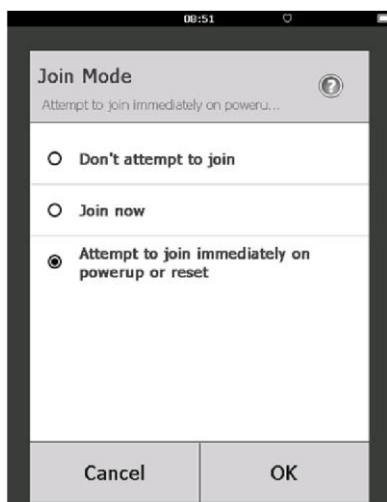 08:51
Join Mode
Attempt to join immediately on poweru...
Don't attempt to join
Join now
Attempt to join immediately on
powerup or reset
Cancel
OK